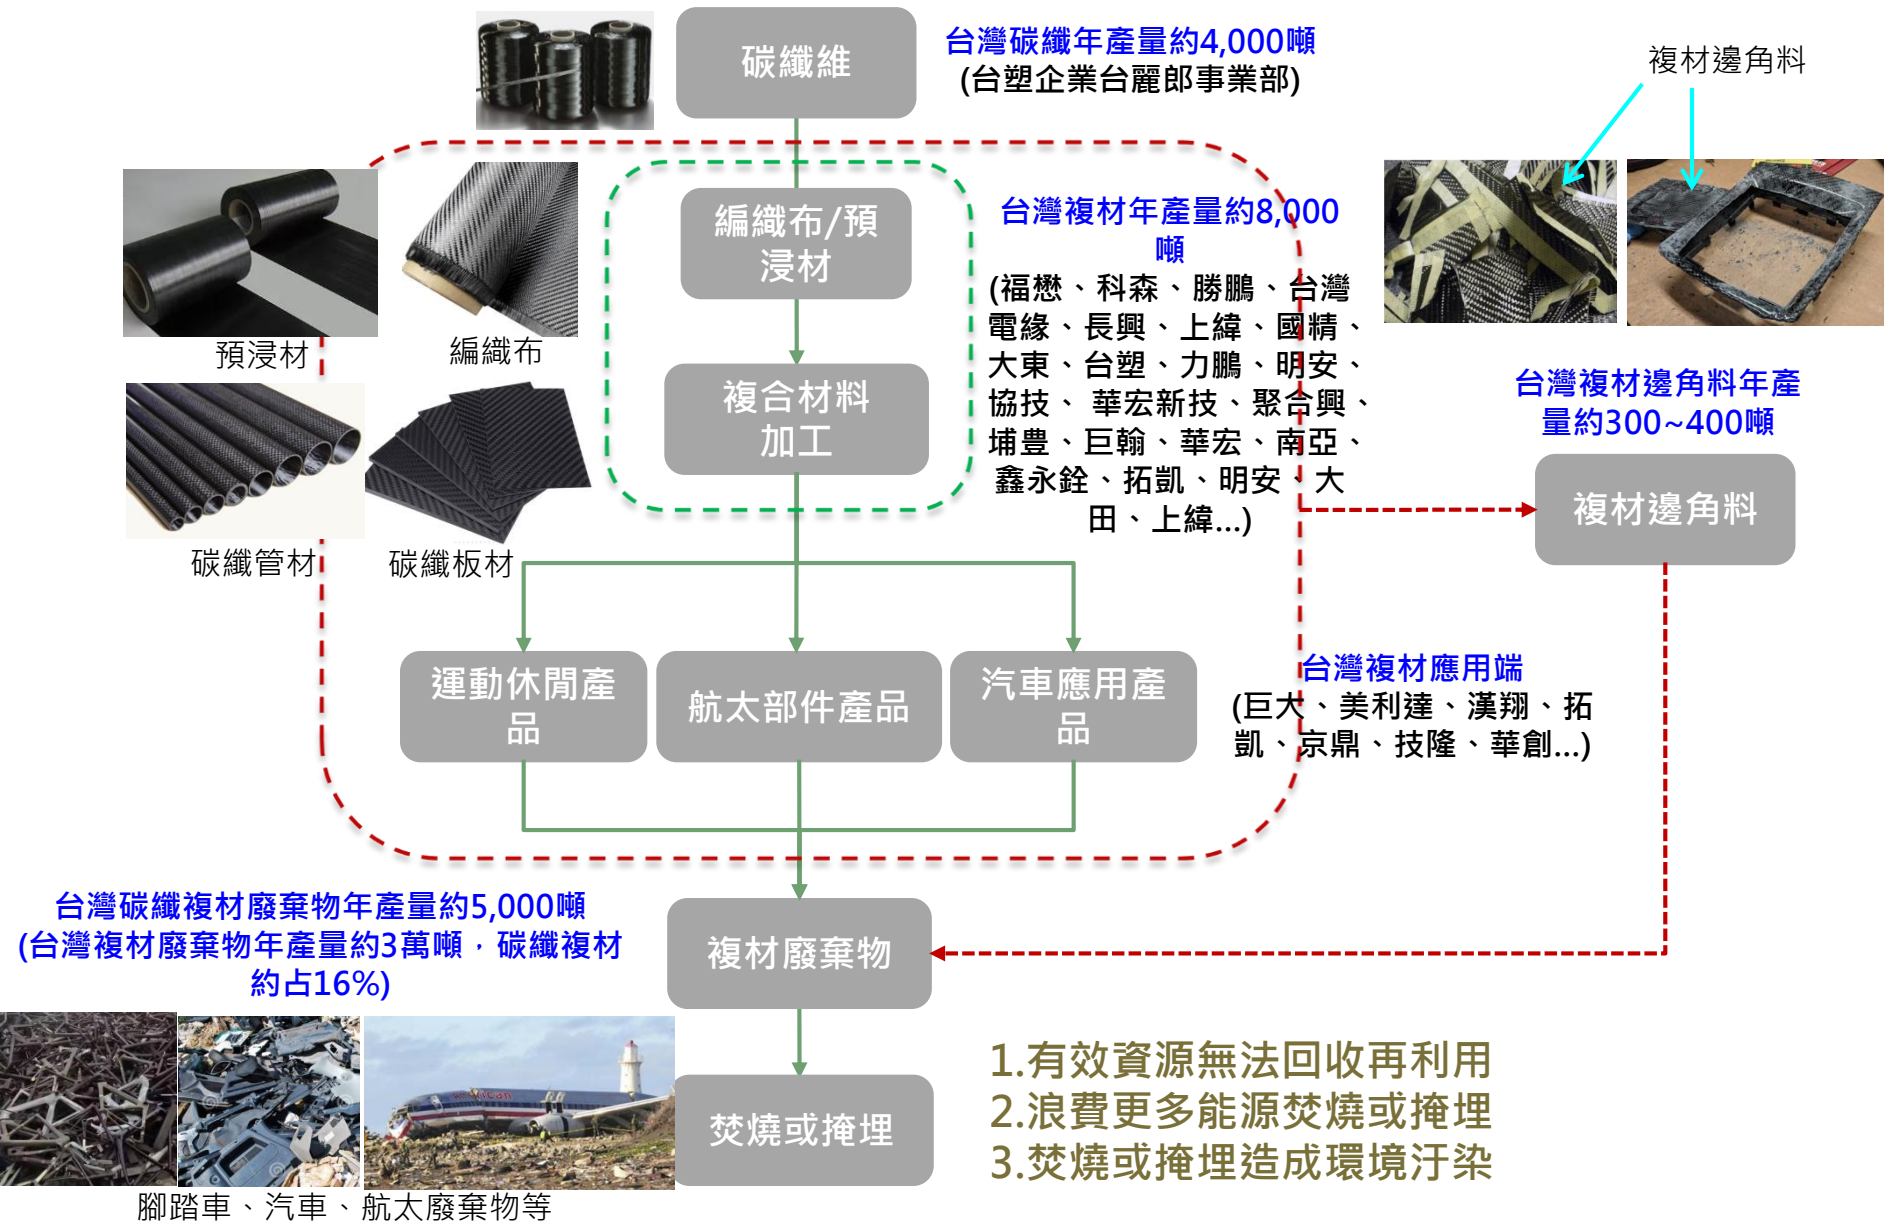 碳纖維
台灣碳纖年產量約4,000噸
(台塑企業台麗郎事業部)
複材邊角料
編織布/預
浸材
台灣複材年產量約8,000
噸
(福懋、科森、勝鵬、台灣
電緣、長興、上緯、國精、
大東、台塑、力鵬、明安、
協技、 華宏新技、聚合興、
埔豊、巨翰、華宏、南亞、
鑫永銓、拓凱、明安、大
田、上緯...)
預浸材
編織布
複合材料
加工
台灣複材邊角料年產
量約300~400噸
複材邊角料
碳纖管材
碳纖板材
運動休閒產
品
航太部件產品
汽車應用產
品
台灣複材應用端
(巨大、美利達、漢翔、拓
凱、京鼎、技隆、華創...)
台灣碳纖複材廢棄物年產量約5,000噸
(台灣複材廢棄物年產量約3萬噸，碳纖複材
約占16%)
複材廢棄物
焚燒或掩埋
1.有效資源無法回收再利用
2.浪費更多能源焚燒或掩埋
3.焚燒或掩埋造成環境汙染
腳踏車、汽車、航太廢棄物等